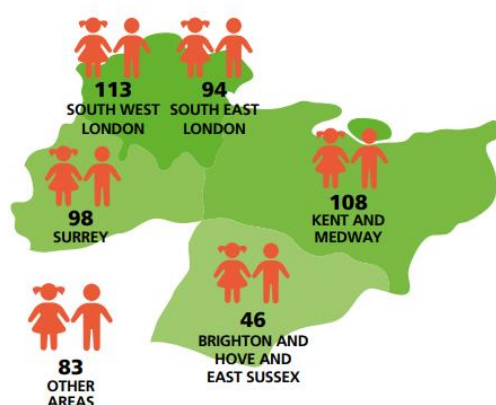 113
SOUTH WEST
LONDON
94
SOUTH EAST
LONDON
108
KENT AND
MEDWAY
98
SURREY
46
BRIGHTON AND
HOVE AND
EAST SUSSEX
83
OTHER
AREAS